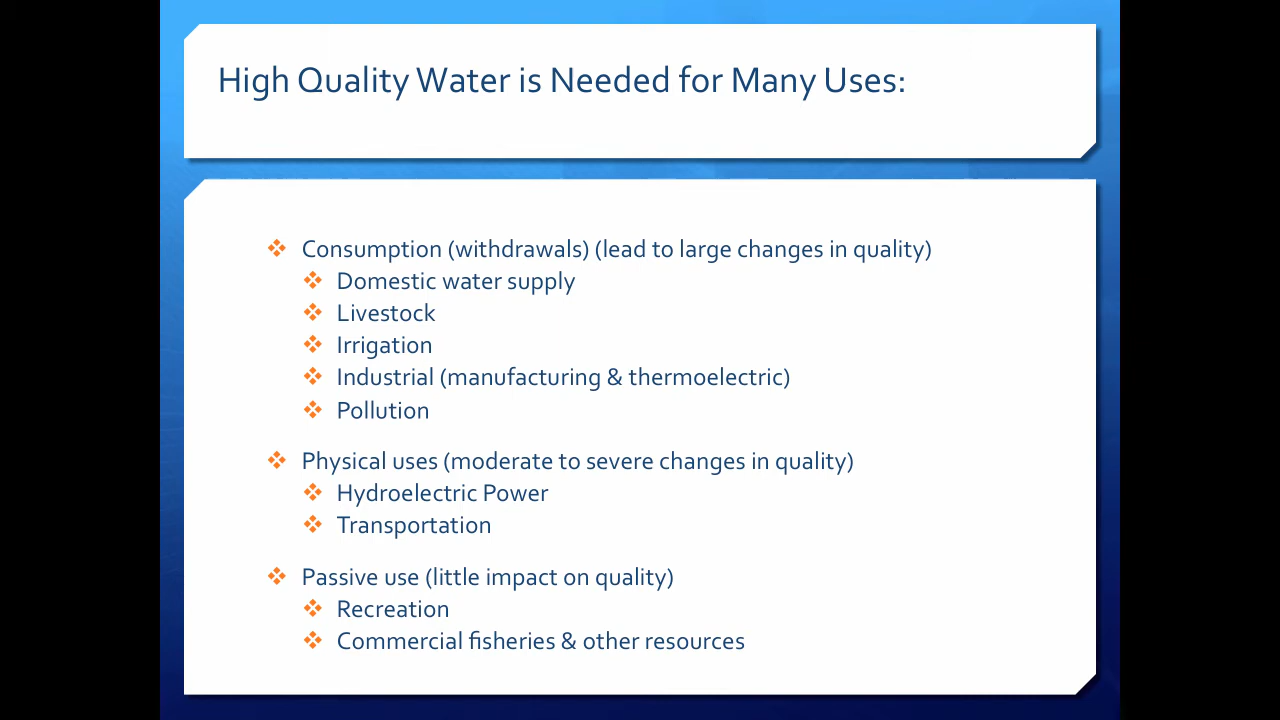 High Quality Water is Needed for Many Uses:
Consumption (withdrawals) (lead to large changes in quality)
Domestic water supply
Livestock
Irrigation
Industrial (manufacturing & thermoelectric)
Pollution
Physical uses (moderate to severe changes in quality)
Hydroelectric Power
Transportation
Passive use (little impact on quality)
Recreation
Commercial fisheries & other resources